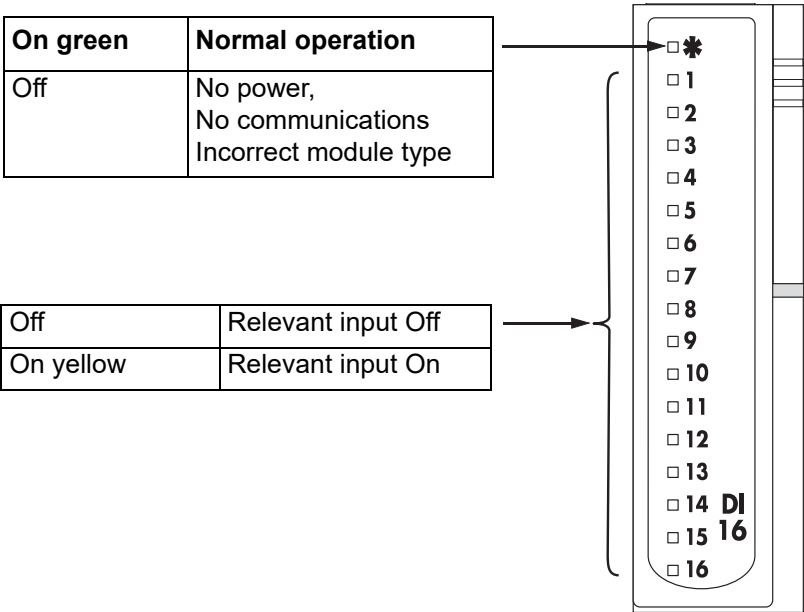 On green Normal operation
Off No power,
No communications
Incorrect module type
Off Relevant input Off
On yellow Relevant input On
✱
1
2
3
4
5
6
7
8
9
10
11
12
13
14 DI
15 16
16